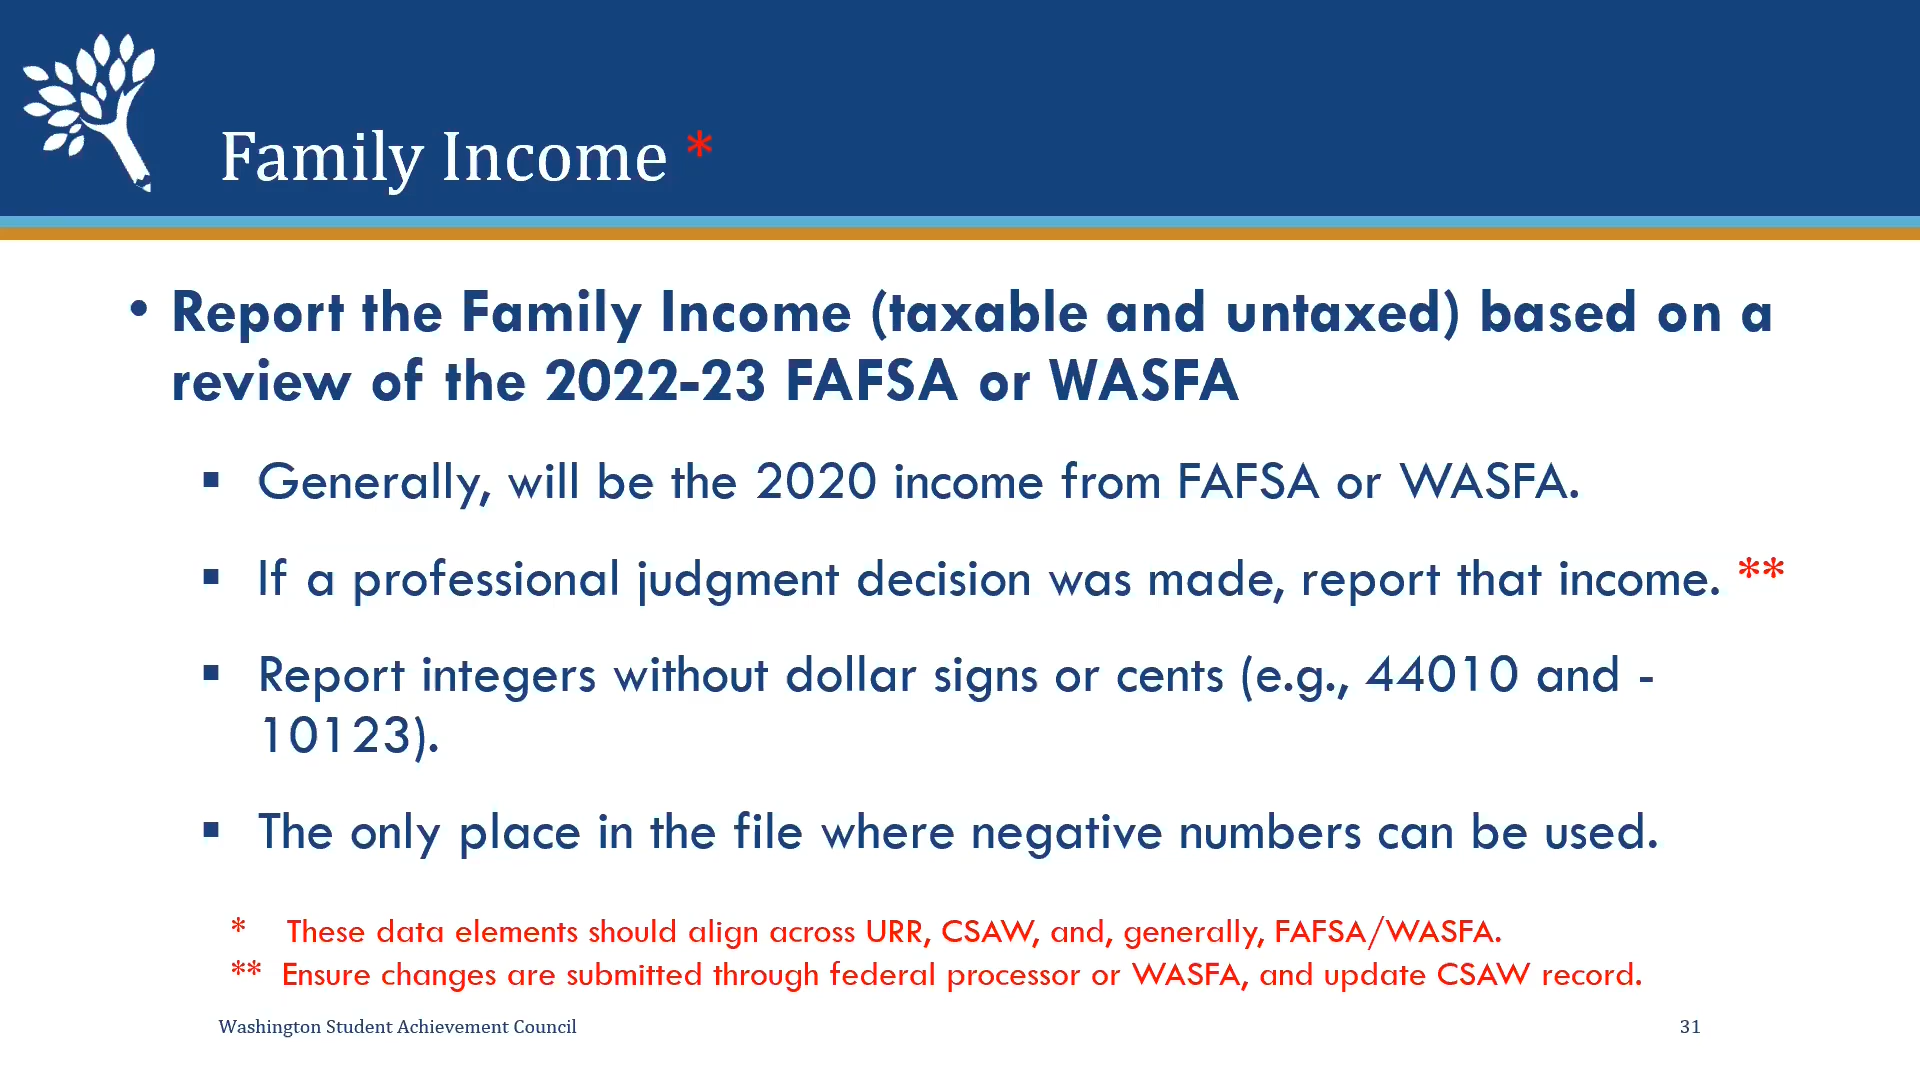 Family Income *
• Report the Family Income (taxable and untaxed) based on a
review of the 2022-23 FAFSA or WASFA
▪ Generally, will be the 2020 income from FAFSA or WASFA.
▪ If a professional judgment decision was made, report that income. **
▪ Report integers without dollar signs or cents (e.g., 44010 and -
10123).
▪ The only place in the file where negative numbers can be used.
* These data elements should align across URR, CSAW, and, generally, FAFSA/WASFA.
** Ensure changes are submitted through federal processor or WASFA, and update CSAW record.
Washington Student Achievement Council 31